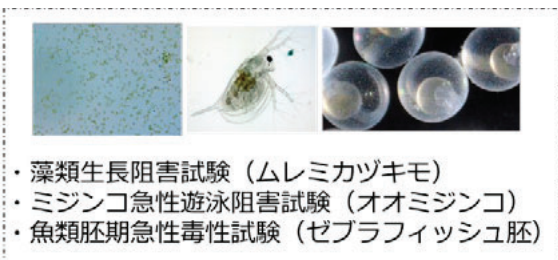 ・藻類生長阻害試験（ムレミカヅキモ）
・ミジンコ急性遊泳阻害試験（オオミジンコ）
・魚類胚期急性毒性試験（ゼブラフィッシュ胚）